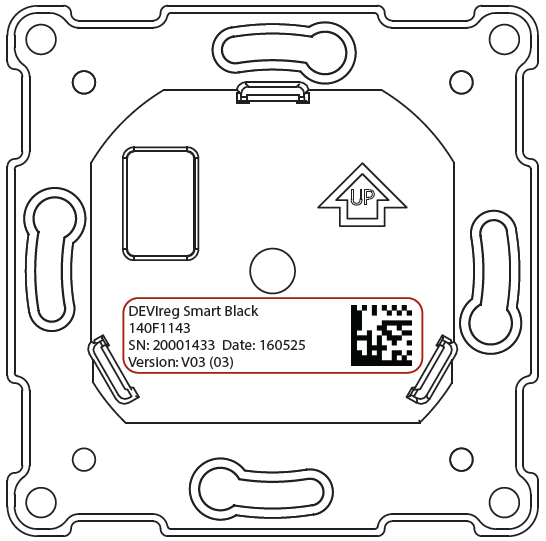 UP
DEVIreg Smart Black
140F1143
SN: 20001433 Date: 160525
Version: V03 (03)